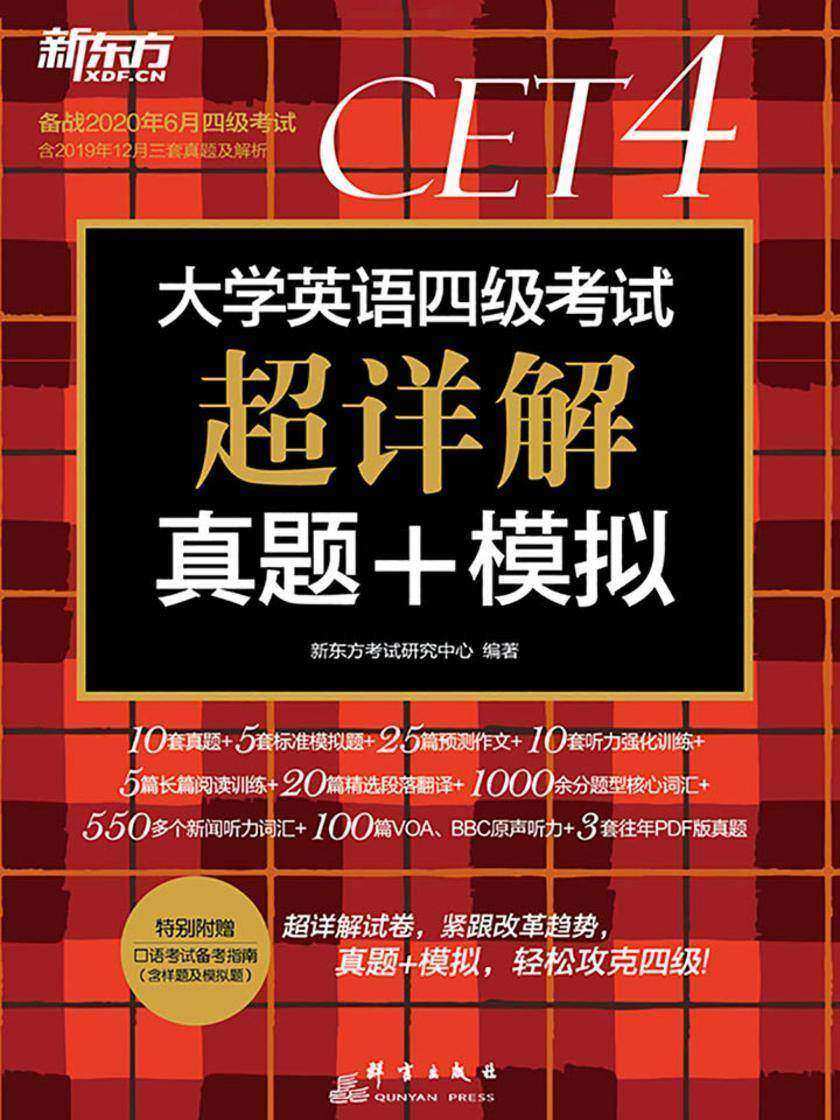 新东方
XDF.CN
CET4
备战2020年6月四级考试
含2019年12月三套真题及解析
大学英语四级考试
超详解
真题+模拟
新东方考试研究中心 编著
10套真题+5套标准模拟题+25篇预测作文+10套听力强化训练+
5篇长篇阅读训练+20篇精选段落翻译+1000余分题型核心词汇+
550多个新闻听力词汇+100篇VOA、BBC原声听力+3套往年PDF版真题
特别附赠
口语考试备考指南
(含样题及模拟题)
超详解试卷，紧跟改革趋势，
真题+模拟，轻松攻克四级!
群言出版社
QUNYAN PRESS